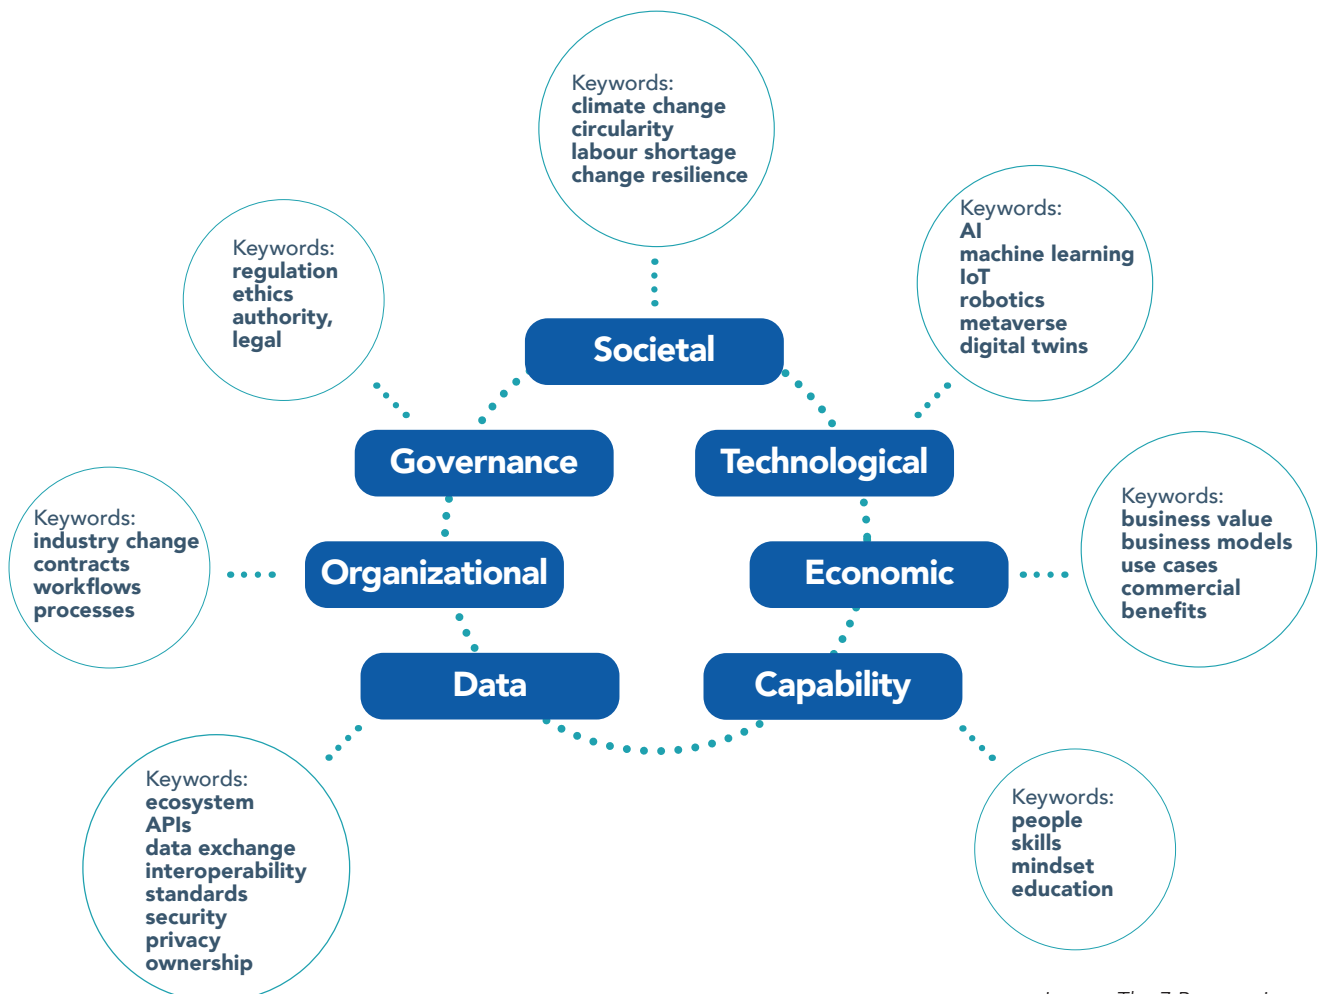 Keywords:
climate change
circularity
labour shortage
change resilience
Keywords:
AI
machine learning
IoT
robotics
metaverse
digital twins
Keywords:
regulation
ethics
authority,
legal
Societal
Governance
Technological
Keywords:
industry change
contracts
workflows
processes
Organizational
Economic
Keywords:
business value
business models
use cases
commercial
benefits
Data
Capability
Keywords:
ecosystem
APIs
data exchange
interoperability
standards
security
privacy
ownership
Keywords:
people
skills
mindset
education